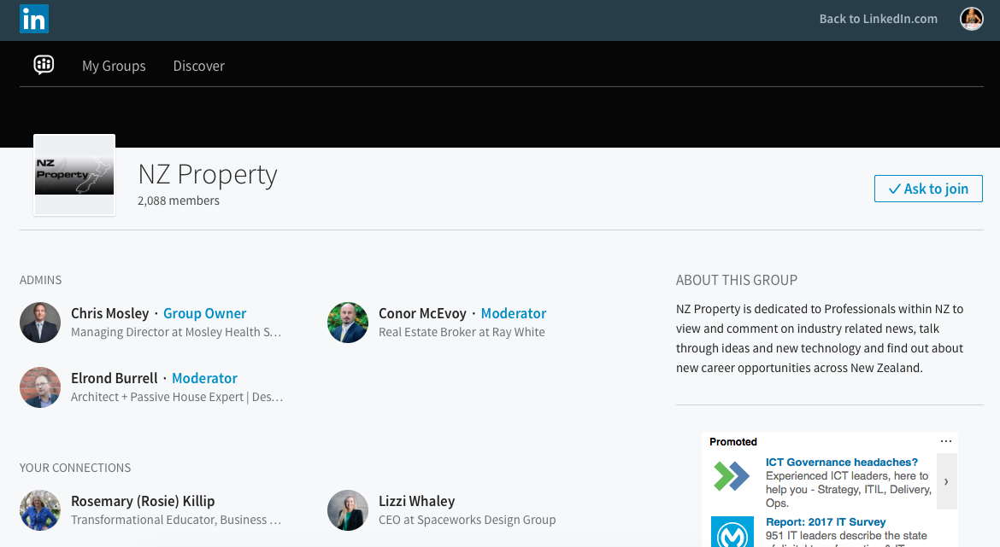 in
Back to LinkedIn.com
My Groups
Discover
NZ
Property
NZ Property
2,088 members
Ask to join
ADMINS
Chris Mosley · Group Owner
Managing Director at Mosley Health S...
Conor McEvoy · Moderator
Real Estate Broker at Ray White
Elrond Burrell · Moderator
Architect + Passive House Expert | Des...
YOUR CONNECTIONS
Rosemary (Rosie) Killip
Transformational Educator, Business ...
Lizzi Whaley
CEO at Spaceworks Design Group
ABOUT THIS GROUP
NZ Property is dedicated to Professionals within NZ to
view and comment on industry related news, talk
through ideas and new technology and find out about
new career opportunities across New Zealand.
Promoted
ICT Governance headaches?
Experienced ICT leaders, here to
help you - Strategy, ITIL, Delivery,
Ops.
Report: 2017 IT Survey
951 IT leaders describe the state